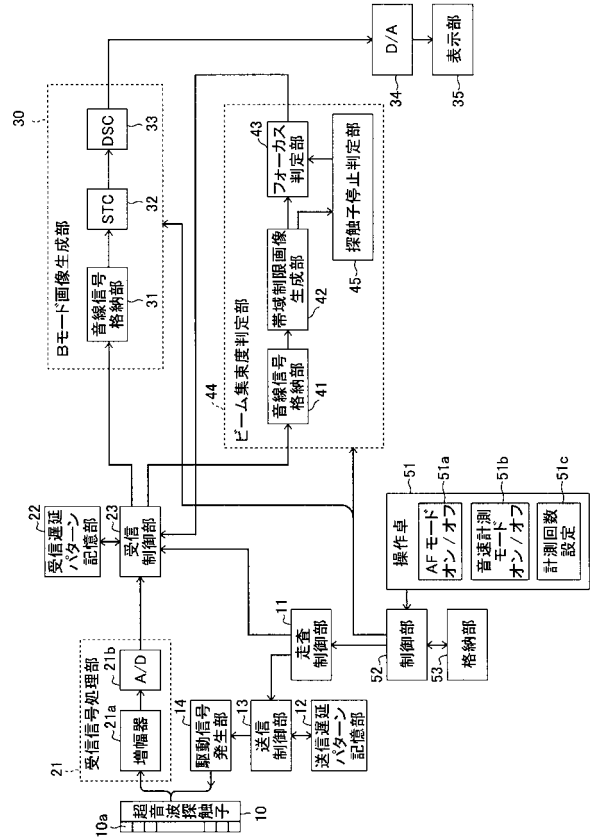 30
Bモード画像生成部
音線信号
格納部
31
STC
32
DSC
33
D/A
34
表示部
35
44
ビーム集束度判定部
音線信号
格納部
41
帯域制限画像
生成部
42
フォーカス
判定部
43
探触子停止判定部
45
受信遅延
パターン
記憶部
22
受信
制御部
23
21
受信信号処理部
増幅器
21a
A/D
21b
走査
制御部
11
駆動信号
発生部
14
送信
制御部
13
送信遅延
パターン
記憶部
12
超音波
探触子
10
10a
操作卓
51
AFモード
オン/オフ
51a
音速計測
モード
オン/オフ
51b
計測回数
設定
51c
制御部
52
格納部
53